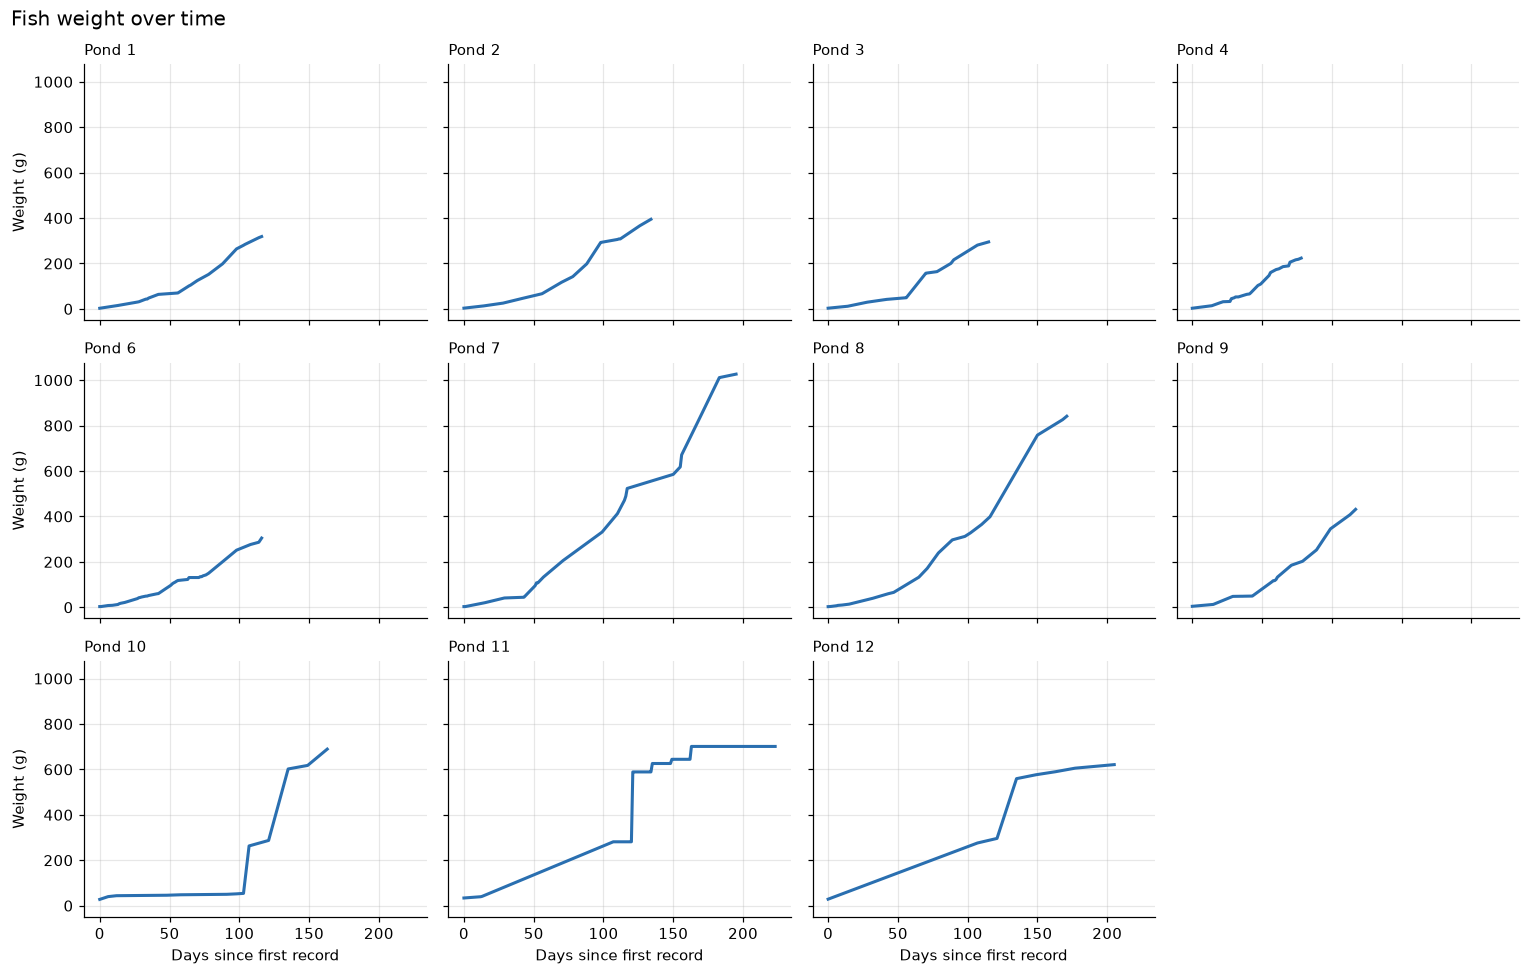 Fish weight over time
Pond 1
Pond 2
Pond 3
Pond 4
1000
800
600
400
200
0
Weight (g)
Pond 6
Pond 7
Pond 8
Pond 9
1000
800
600
400
200
0
Weight (g)
Pond 10
Pond 11
Pond 12
1000
800
600
400
200
0
Weight (g)
0 50 100 150 200
0 50 100 150 200
0 50 100 150 200
Days since first record
Days since first record
Days since first record